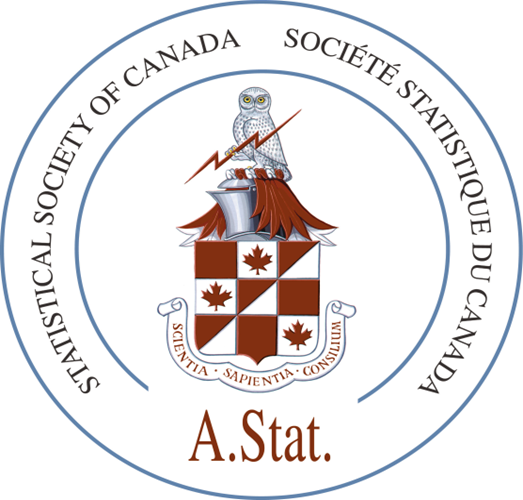 STATISTICAL SOCIETY OF CANADA
SOCIÉTÉ STATISTIQUE DU CANADA
SCIENTIA · SAPIENTIA · CONSILIUM
A.Stat.